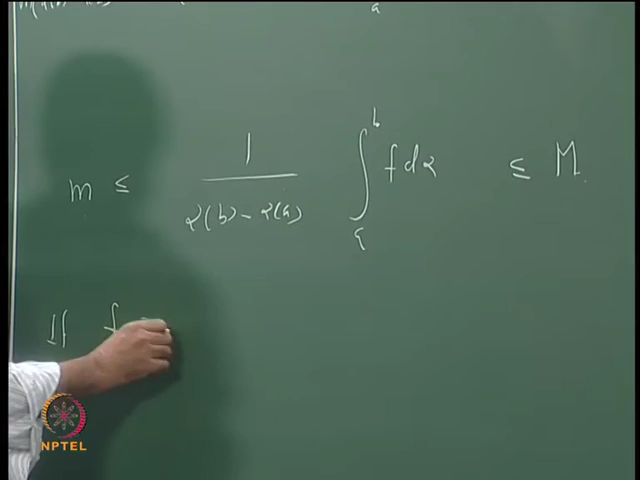 m ≤ 1 / α(b) - α(a) ∫_a^b f dα ≤ M
If f
NPTEL